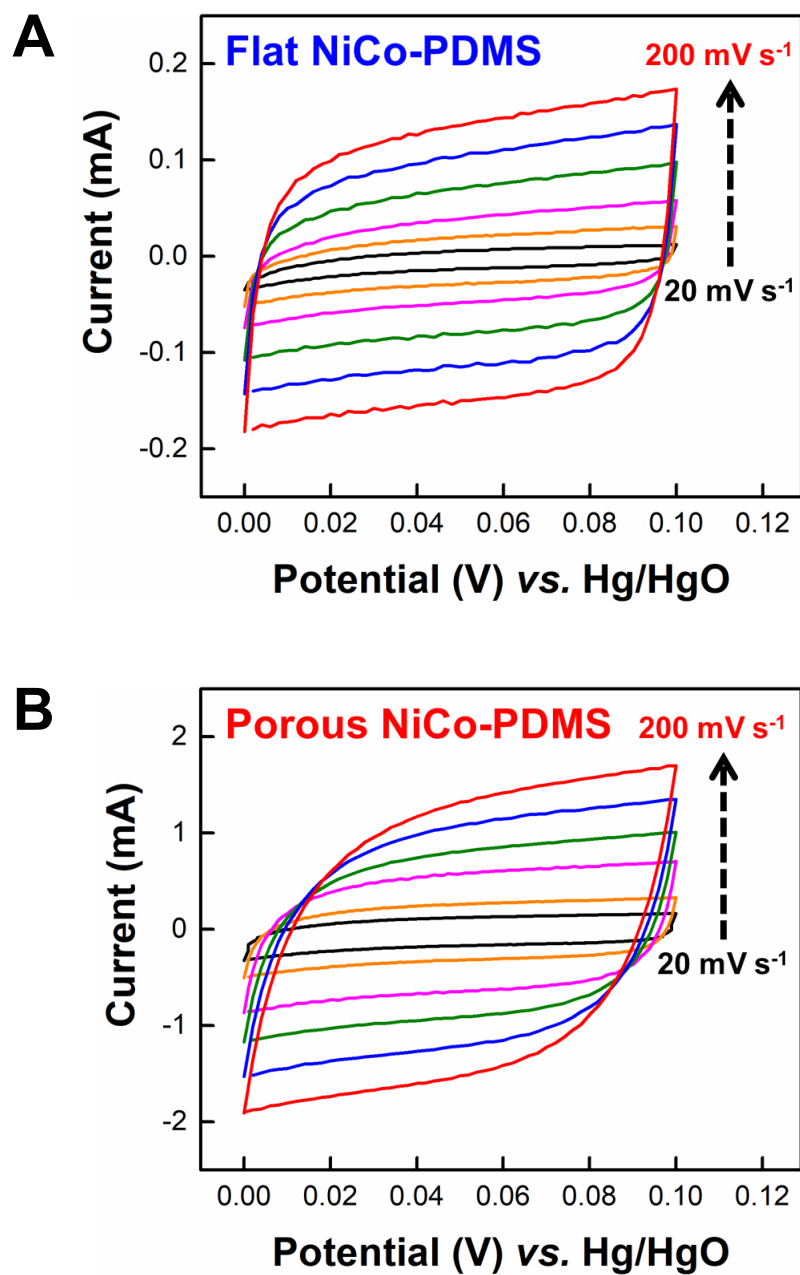 A
Flat NiCo-PDMS
200 mV s-1
20 mV s-1
Current (mA)
0.2
0.1
0.0
-0.1
-0.2
0.00 0.02 0.04 0.06 0.08 0.10 0.12
Potential (V) vs. Hg/HgO
B
Porous NiCo-PDMS
200 mV s-1
20 mV s-1
Current (mA)
2
1
0
-1
-2
0.00 0.02 0.04 0.06 0.08 0.10 0.12
Potential (V) vs. Hg/HgO